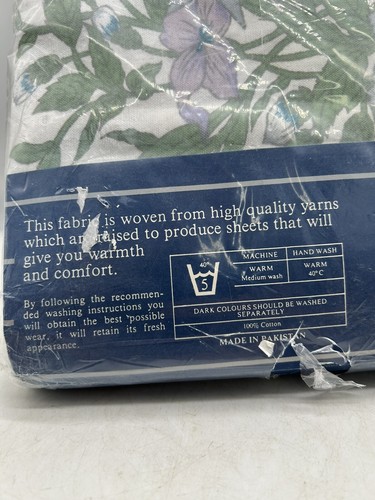 This fabric is woven from high quality yarns
which are raised to produce sheets that will
give you warmth
and comfort.
By following the recommen-
ded washing instructions you
will obtain the best possible
wear, it will retain its fresh
appearance.
40°
5
MACHINE
HAND WASH
WARM
Medium wash
WARM
40°C
DARK COLOURS SHOULD BE WASHED
SEPARATELY
100% Cotton
MADE IN PAKISTAN